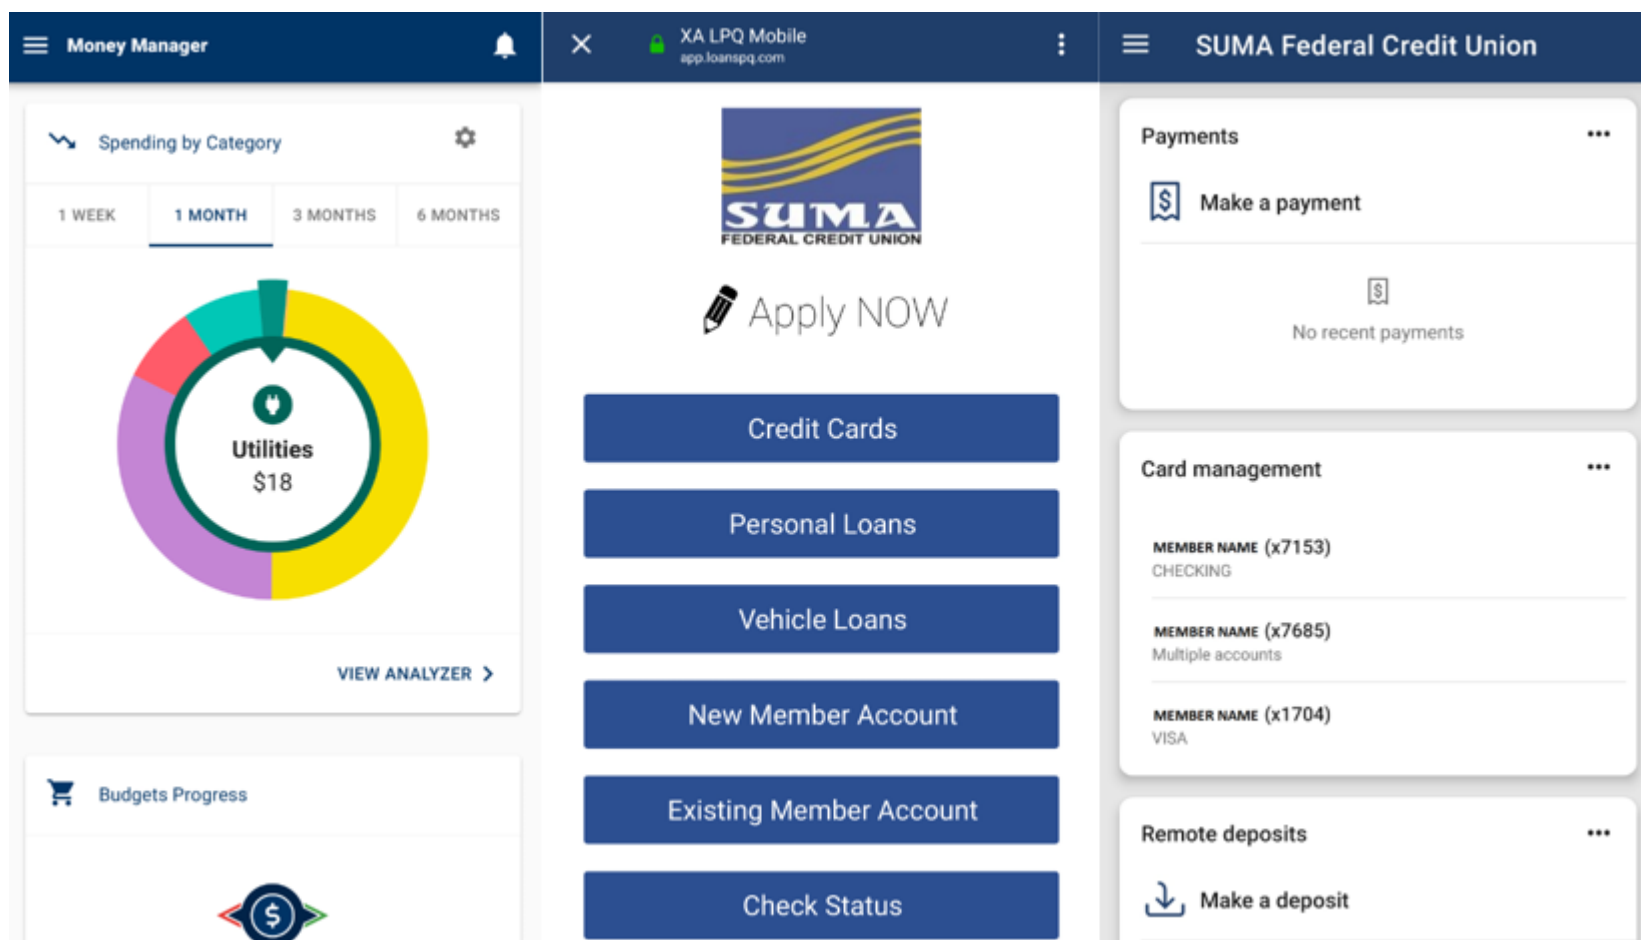 Money Manager
Spending by Category
1 WEEK
1 MONTH
3 MONTHS
6 MONTHS
Utilities
$18
VIEW ANALYZER
Budgets Progress
$
XA LPQ Mobile
app.loanspq.com
SUMA
FEDERAL CREDIT UNION
Apply NOW
Credit Cards
Personal Loans
Vehicle Loans
New Member Account
Existing Member Account
Check Status
SUMA Federal Credit Union
Payments
$ Make a payment
$
No recent payments
Card management
MEMBER NAME (x7153)
CHECKING
MEMBER NAME (x7685)
Multiple accounts
MEMBER NAME (x1704)
VISA
Remote deposits
Make a deposit